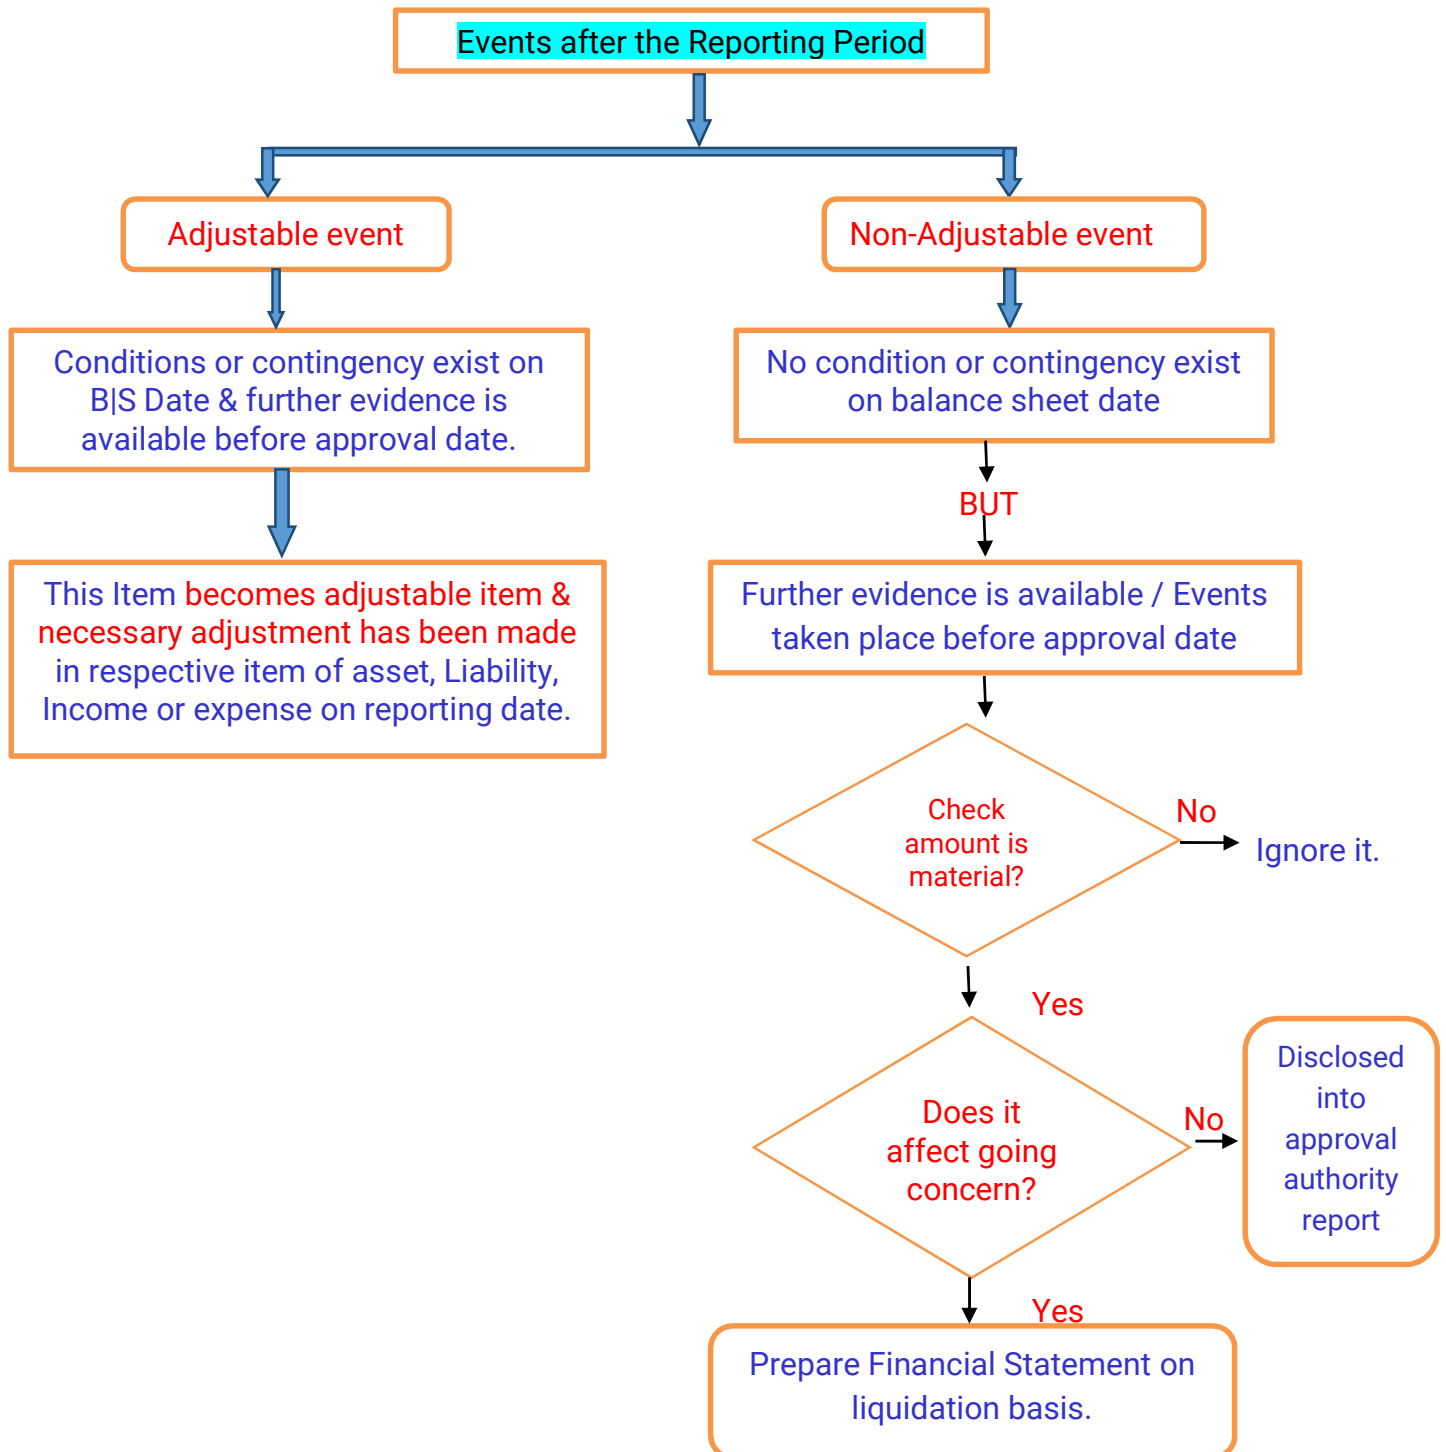 Events after the Reporting Period
Adjustable event
Non-Adjustable event
Conditions or contingency exist on
B|S Date & further evidence is
available before approval date.
No condition or contingency exist
on balance sheet date
BUT
This Item becomes adjustable item &
necessary adjustment has been made
in respective item of asset, Liability,
Income or expense on reporting date.
Further evidence is available / Events
taken place before approval date
Check
amount is
material?
No
Ignore it.
Yes
Does it
affect going
concern?
No
Disclosed
into
approval
authority
report
Yes
Prepare Financial Statement on
liquidation basis.